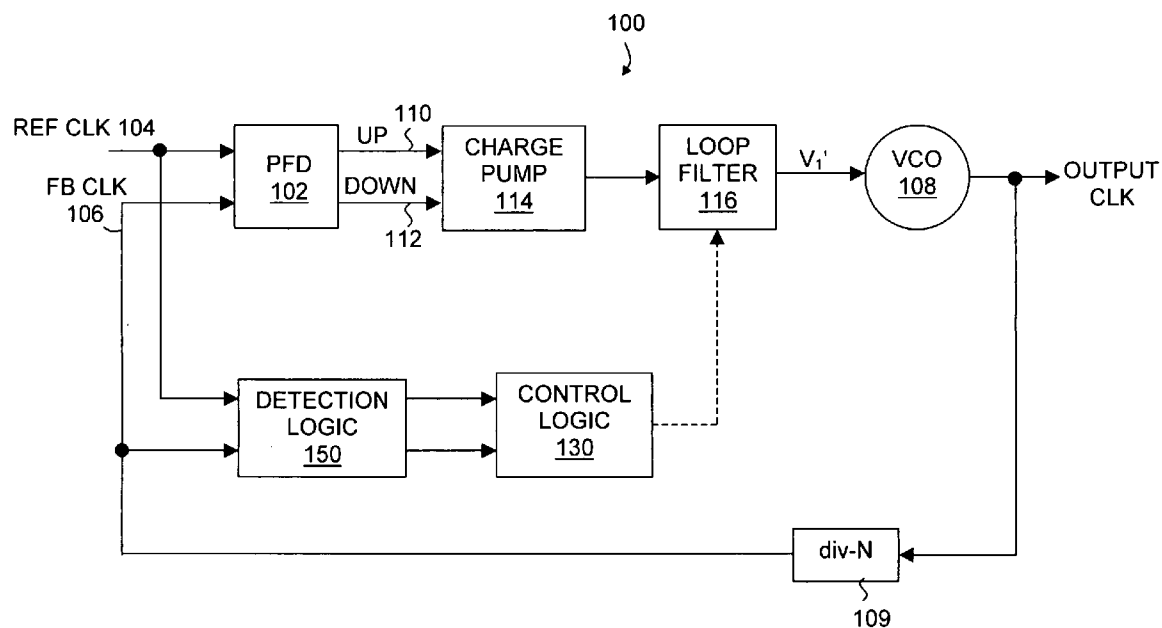 100
REF CLK 104
FB CLK
106
PFD
102
UP
110
DOWN
112
CHARGE
PUMP
114
LOOP
FILTER
116
V₁'
VCO
108
OUTPUT
CLK
DETECTION
LOGIC
150
CONTROL
LOGIC
130
div-N
109